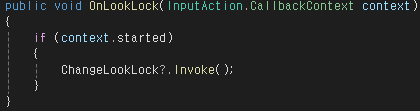 public void OnLookLock(InputAction.CallbackContext context)
{
if (context.started)
{
ChangeLookLock?.Invoke();
}
}